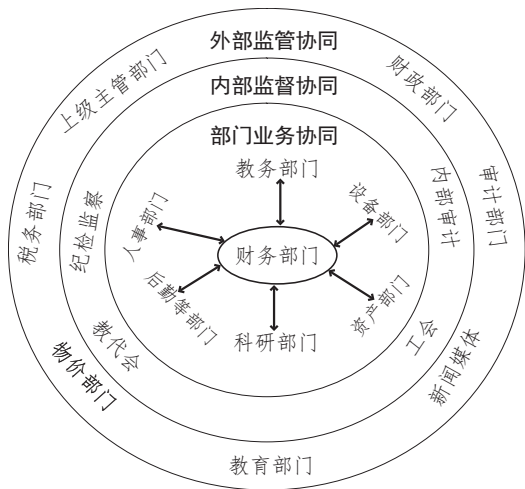 外部监管协同
上级主管部门
财政部门
税务部门
审计部门
物价部门
新闻媒体
教育部门
内部监督协同
纪检监察
内部审计
教代会
工会
部门业务协同
教务部门
人事部门
设备部门
财务部门
后勤等部门
资产部门
科研部门